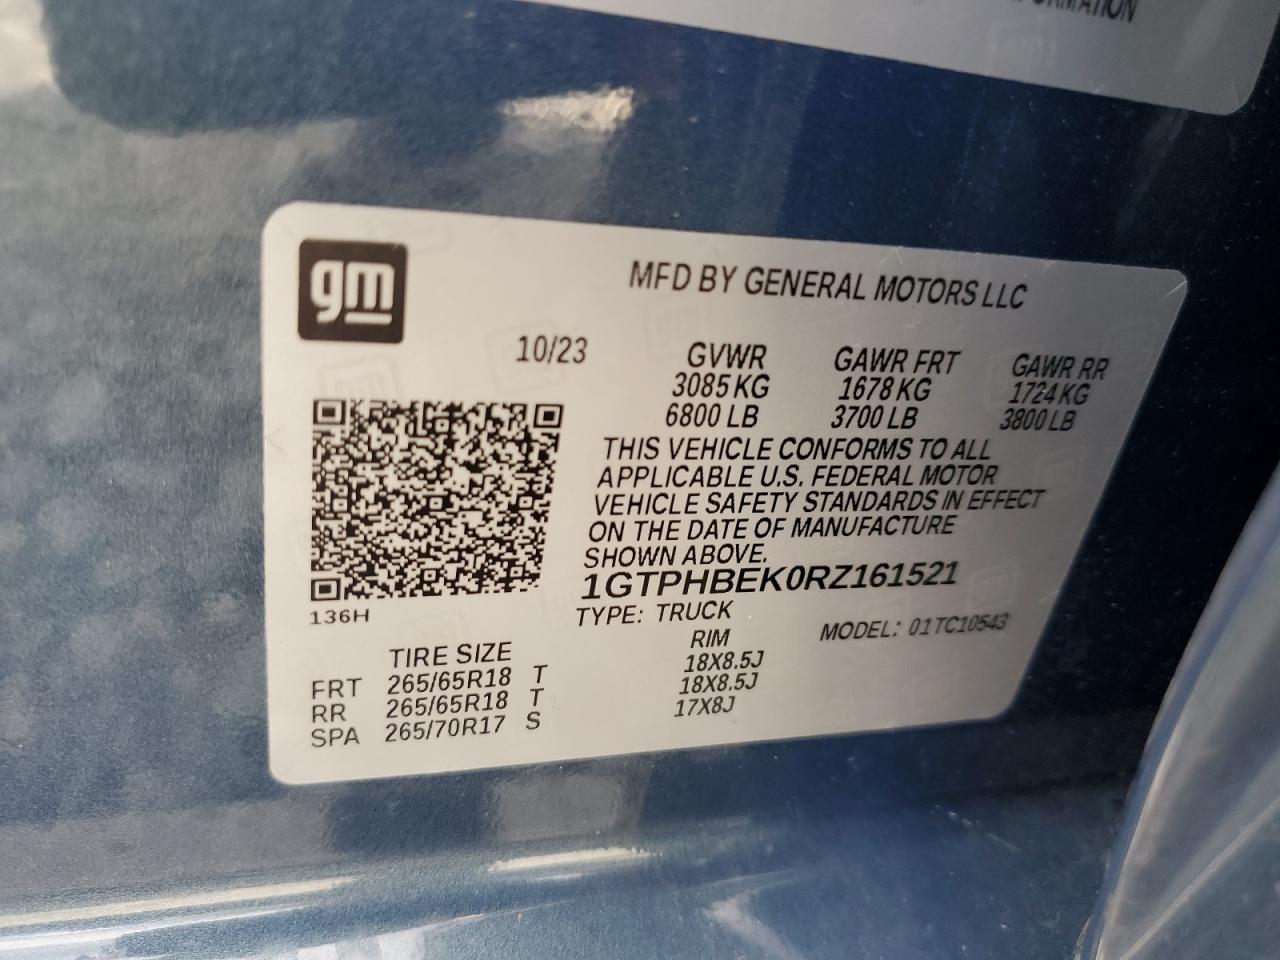 RMATION
gm
MFD BY GENERAL MOTORS LLC
10/23 GVWR GAWR FRT GAWR RR
3085 KG 1678 KG 1724 KG
6800 LB 3700 LB 3800 LB
THIS VEHICLE CONFORMS TO ALL
APPLICABLE U.S. FEDERAL MOTOR
VEHICLE SAFETY STANDARDS IN EFFECT
ON THE DATE OF MANUFACTURE
SHOWN ABOVE.
1GTPHBEK0RZ161521
136H TYPE: TRUCK MODEL: 01TC10543
TIRE SIZE RIM
FRT 265/65R18 T 18X8.5J
RR 265/65R18 T 18X8.5J
SPA 265/70R17 S 17X8J